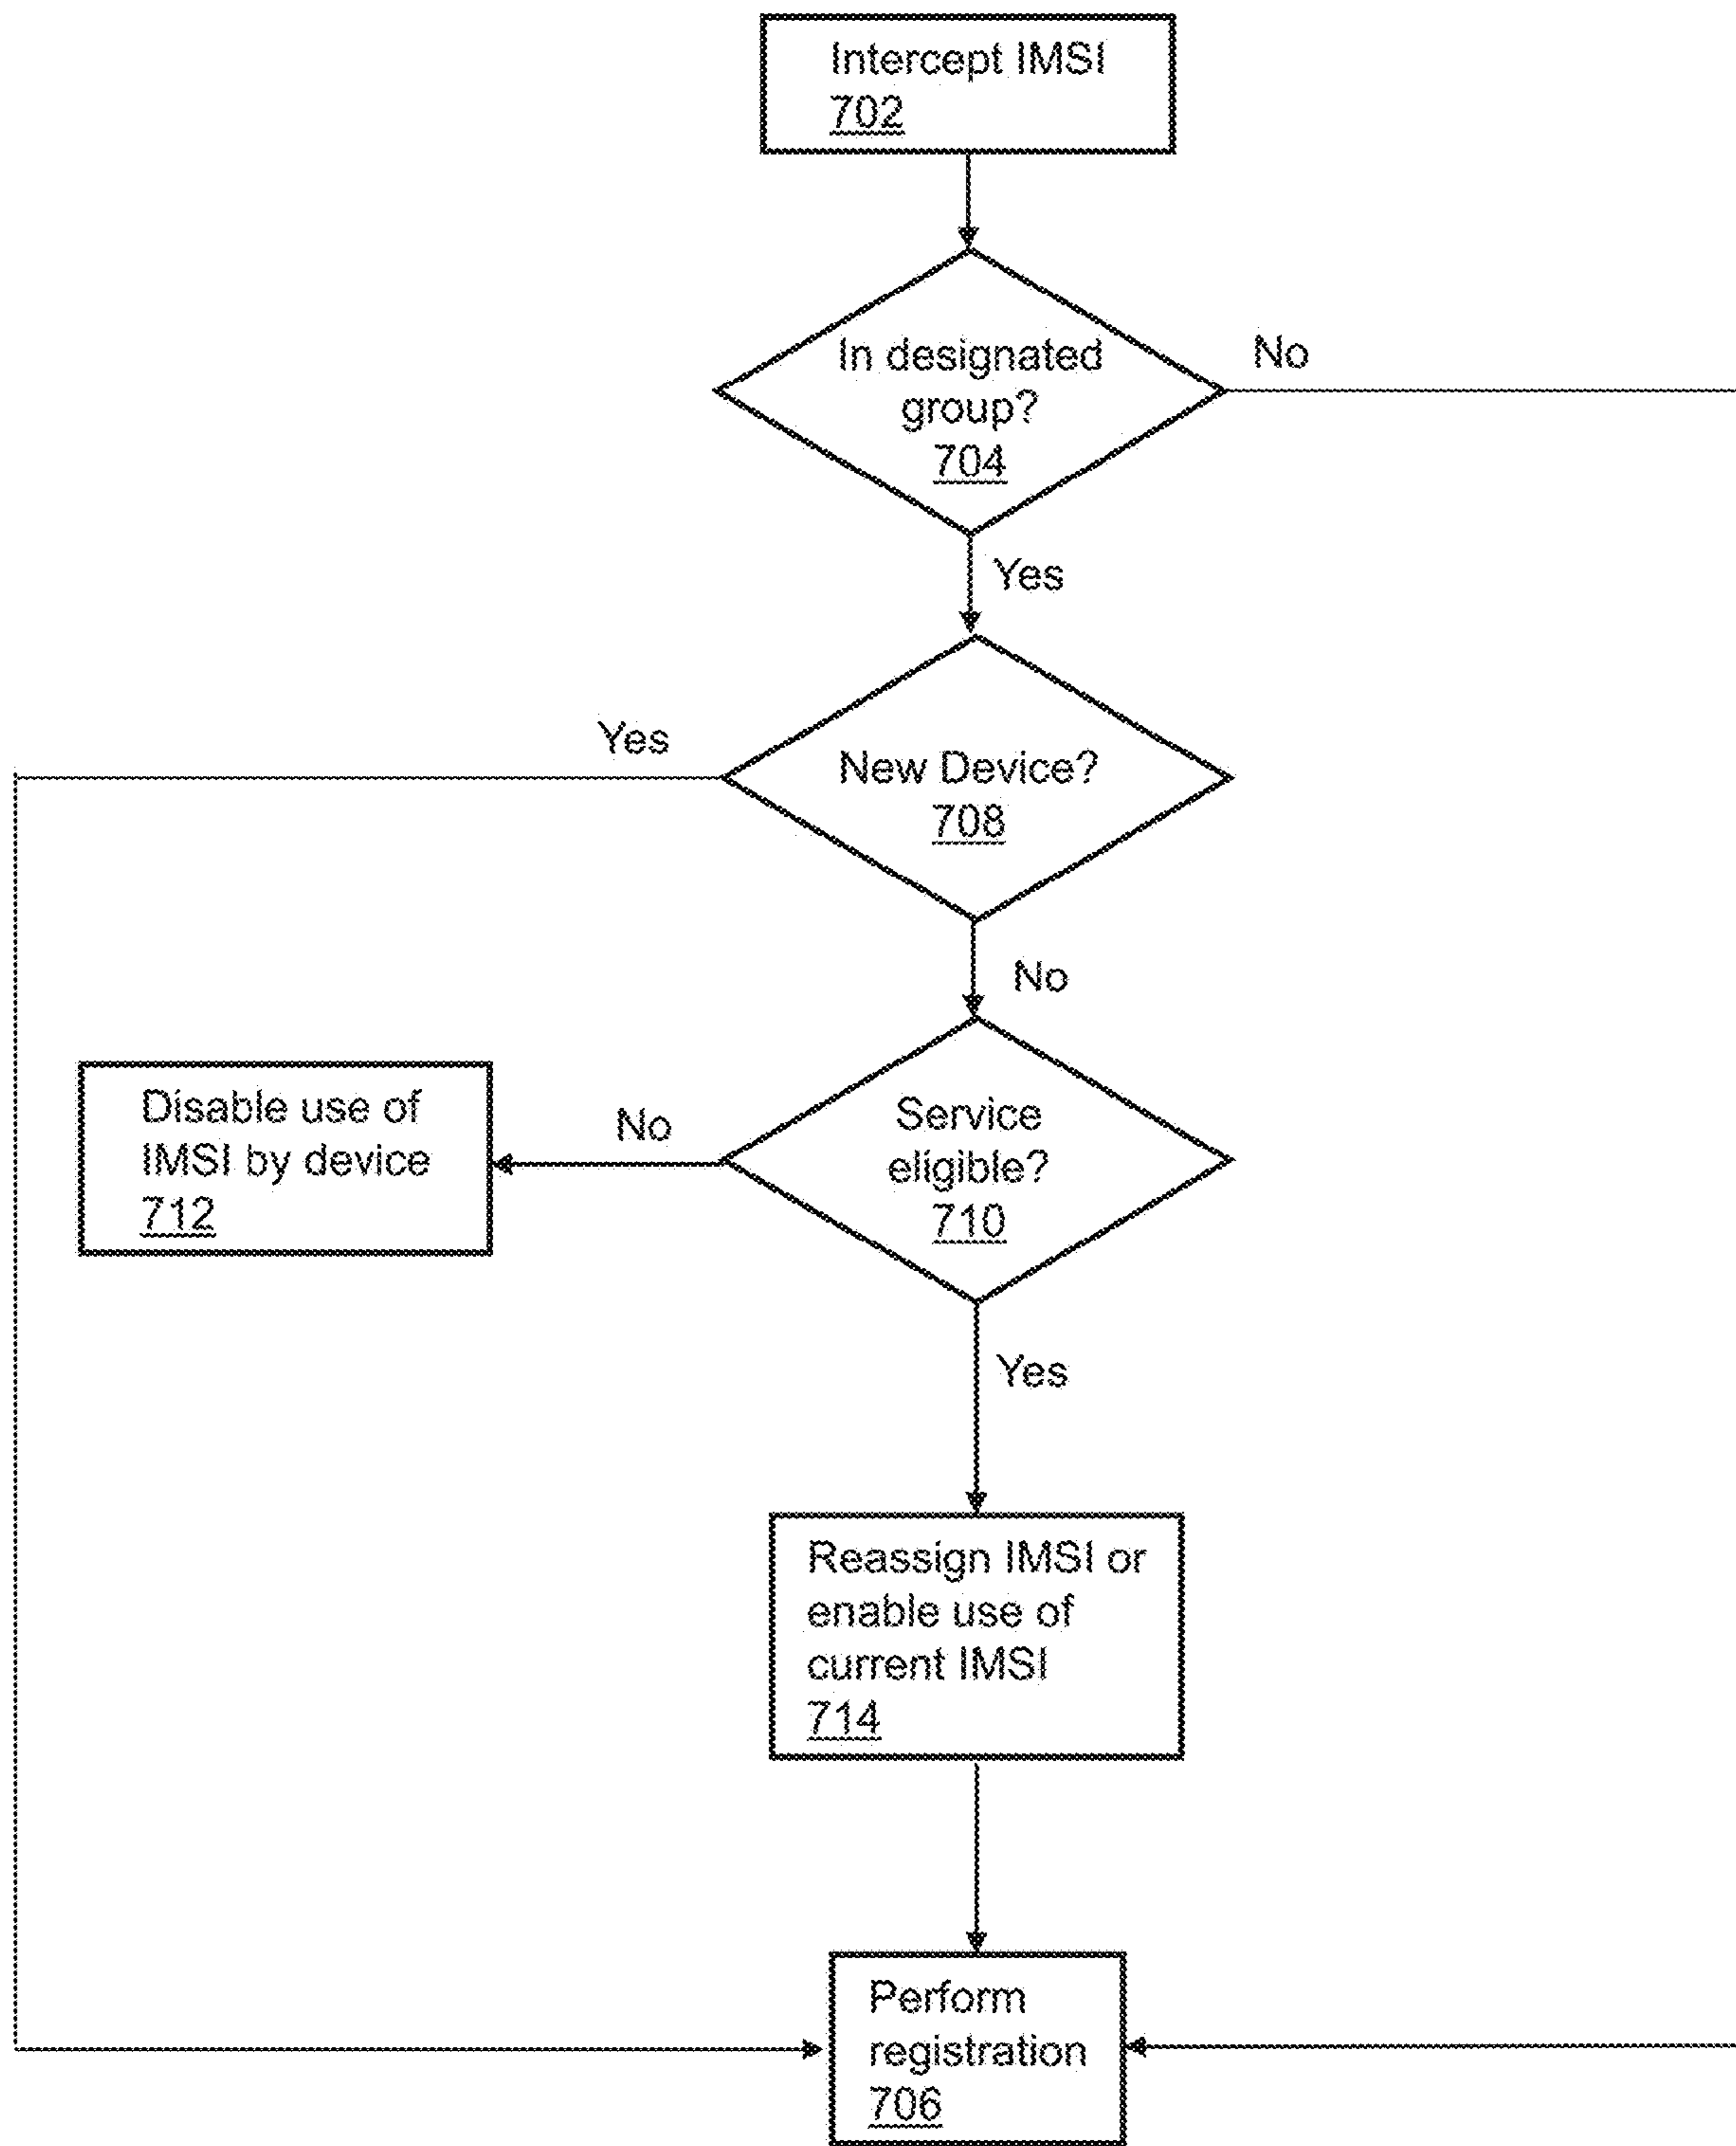 Intercept IMSI
702
In designated
group?
704
No
Yes
New Device?
708
Yes
No
Service
eligible?
710
No
Disable use of
IMSI by device
712
Yes
Reassign IMSI or
enable use of
current IMSI
714
Perform
registration
706